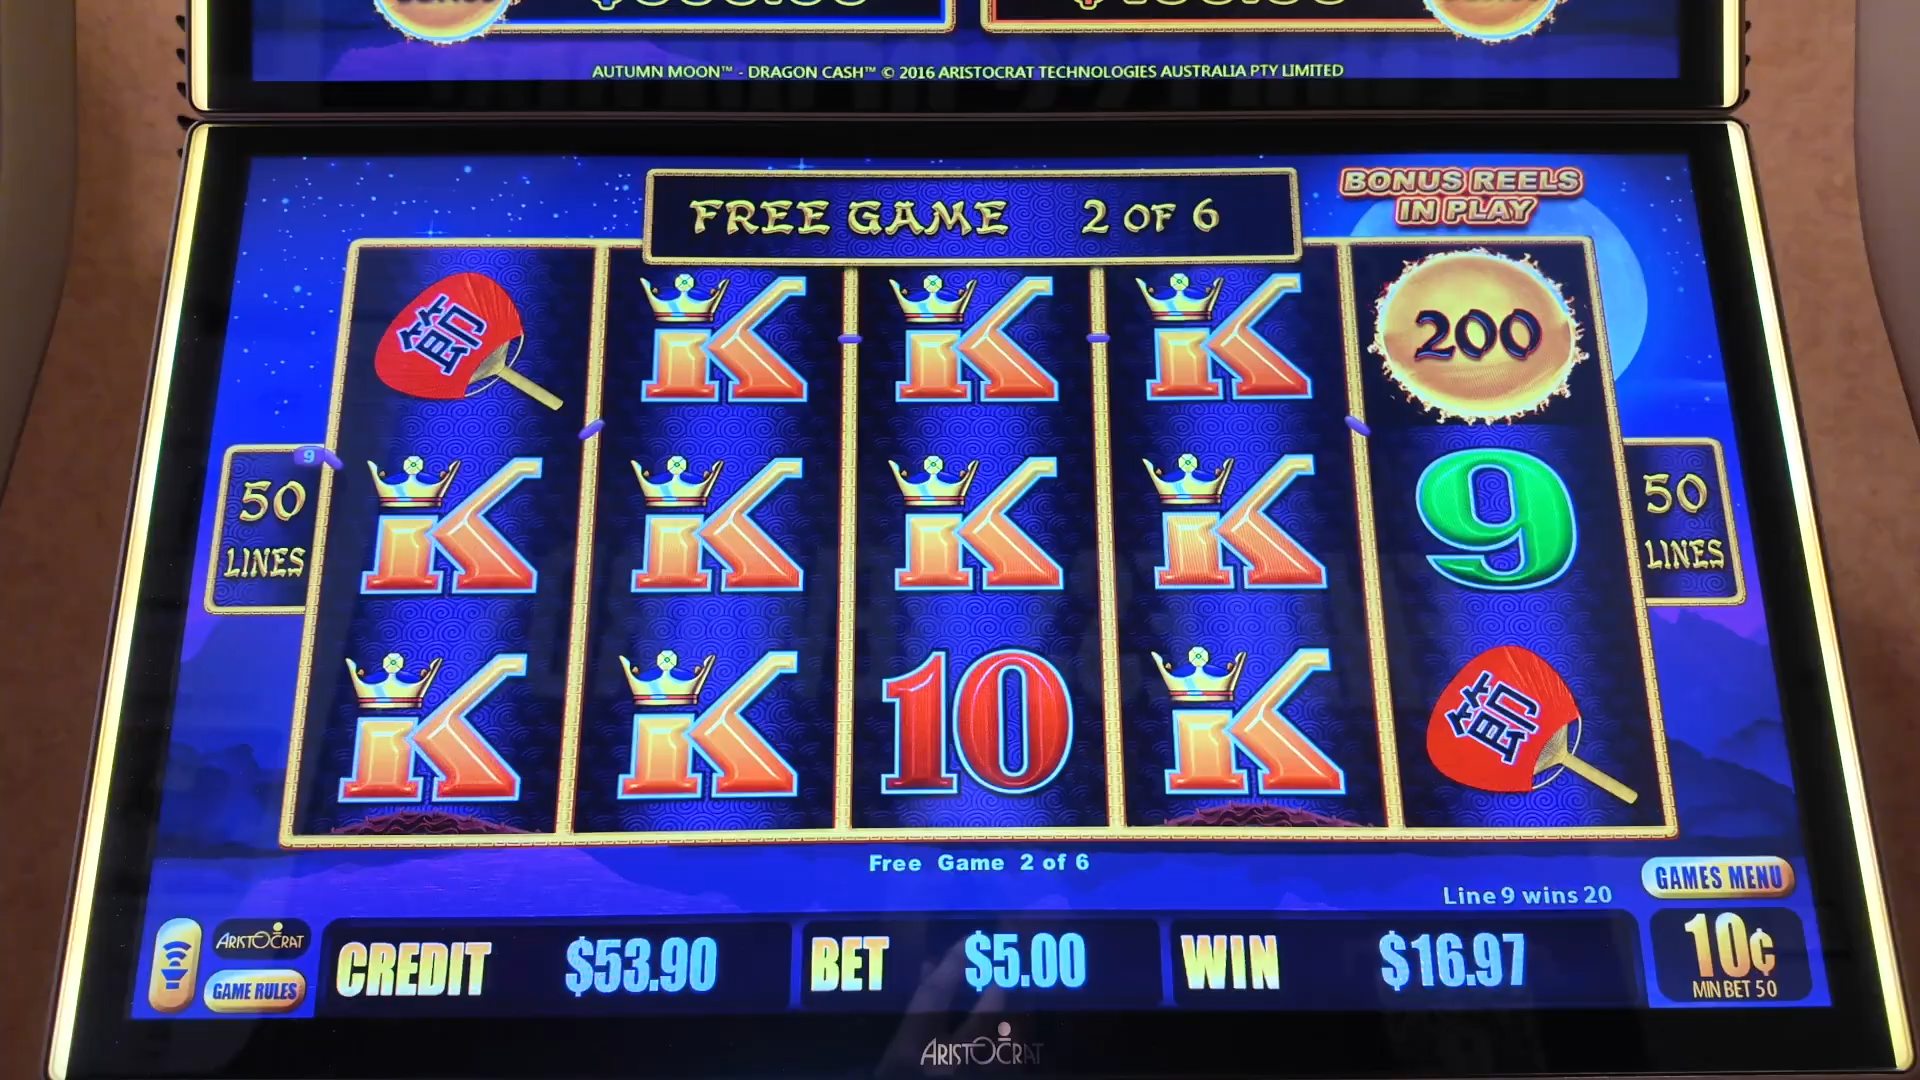 AUTUMN MOON™ - DRAGON CASH™ © 2016 ARISTOCRAT TECHNOLOGIES AUSTRALIA PTY LIMITED
BONUS REELS
IN PLAY
FREE GAME 2 OF 6
K K K 200
9
50
LINES
K K K K 9
50
LINES
K K 10 K
Free Game 2 of 6
Line 9 wins 20
GAMES MENU
ARISTOCRAT
GAME RULES
CREDIT $53.90
BET $5.00
WIN $16.97
10¢
MIN BET 50
ARISTOCRAT